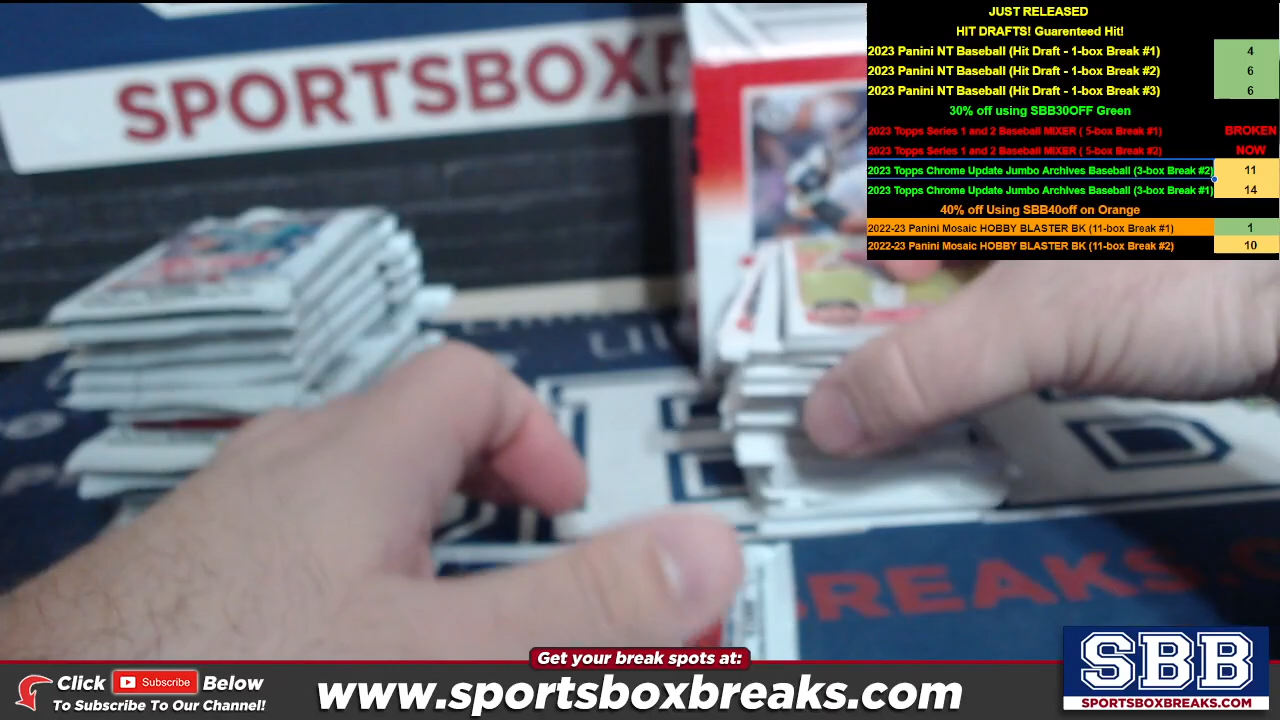 JUST RELEASED
HIT DRAFTS! Guarenteed Hit!
2023 Panini NT Baseball (Hit Draft - 1-box Break #1) 4
2023 Panini NT Baseball (Hit Draft - 1-box Break #2) 6
2023 Panini NT Baseball (Hit Draft - 1-box Break #3) 6
30% off using SBB30OFF Green
2023 Topps Series 1 and 2 Baseball MIXER ( 5-box Break #1) BROKEN
2023 Topps Series 1 and 2 Baseball MIXER ( 5-box Break #2) NOW
2023 Topps Chrome Update Jumbo Archives Baseball (3-box Break #2) 11
2023 Topps Chrome Update Jumbo Archives Baseball (3-box Break #1) 14
40% off Using SBB40off on Orange
2022-23 Panini Mosaic HOBBY BLASTER BK (11-box Break #1) 1
2022-23 Panini Mosaic HOBBY BLASTER BK (11-box Break #2) 10
SPORTSBOX
BREAKS.C
Get your break spots at:
Click Subscribe Below
To Subscribe To Our Channel!
www.sportsboxbreaks.com
SBB
SPORTSBOXBREAKS.COM